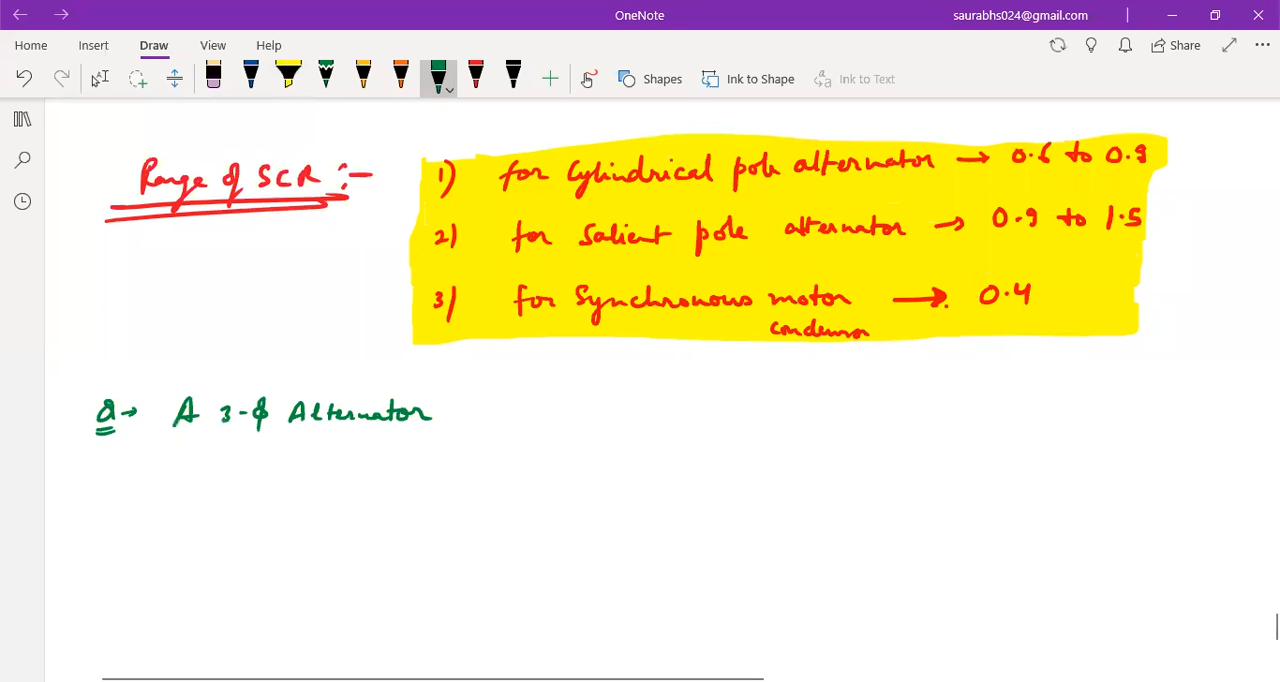 OneNote
saurabhs024@gmail.com
Home Insert Draw View Help
Share
Shapes Ink to Shape Ink to Text
Range of SCR :-
1) for Cylindrical pole alternator → 0.6 to 0.9
2) for Salient pole alternator → 0.9 to 1.5
3) for Synchronous motor → 0.4
condensor
Q→ A 3-ϕ Alternator